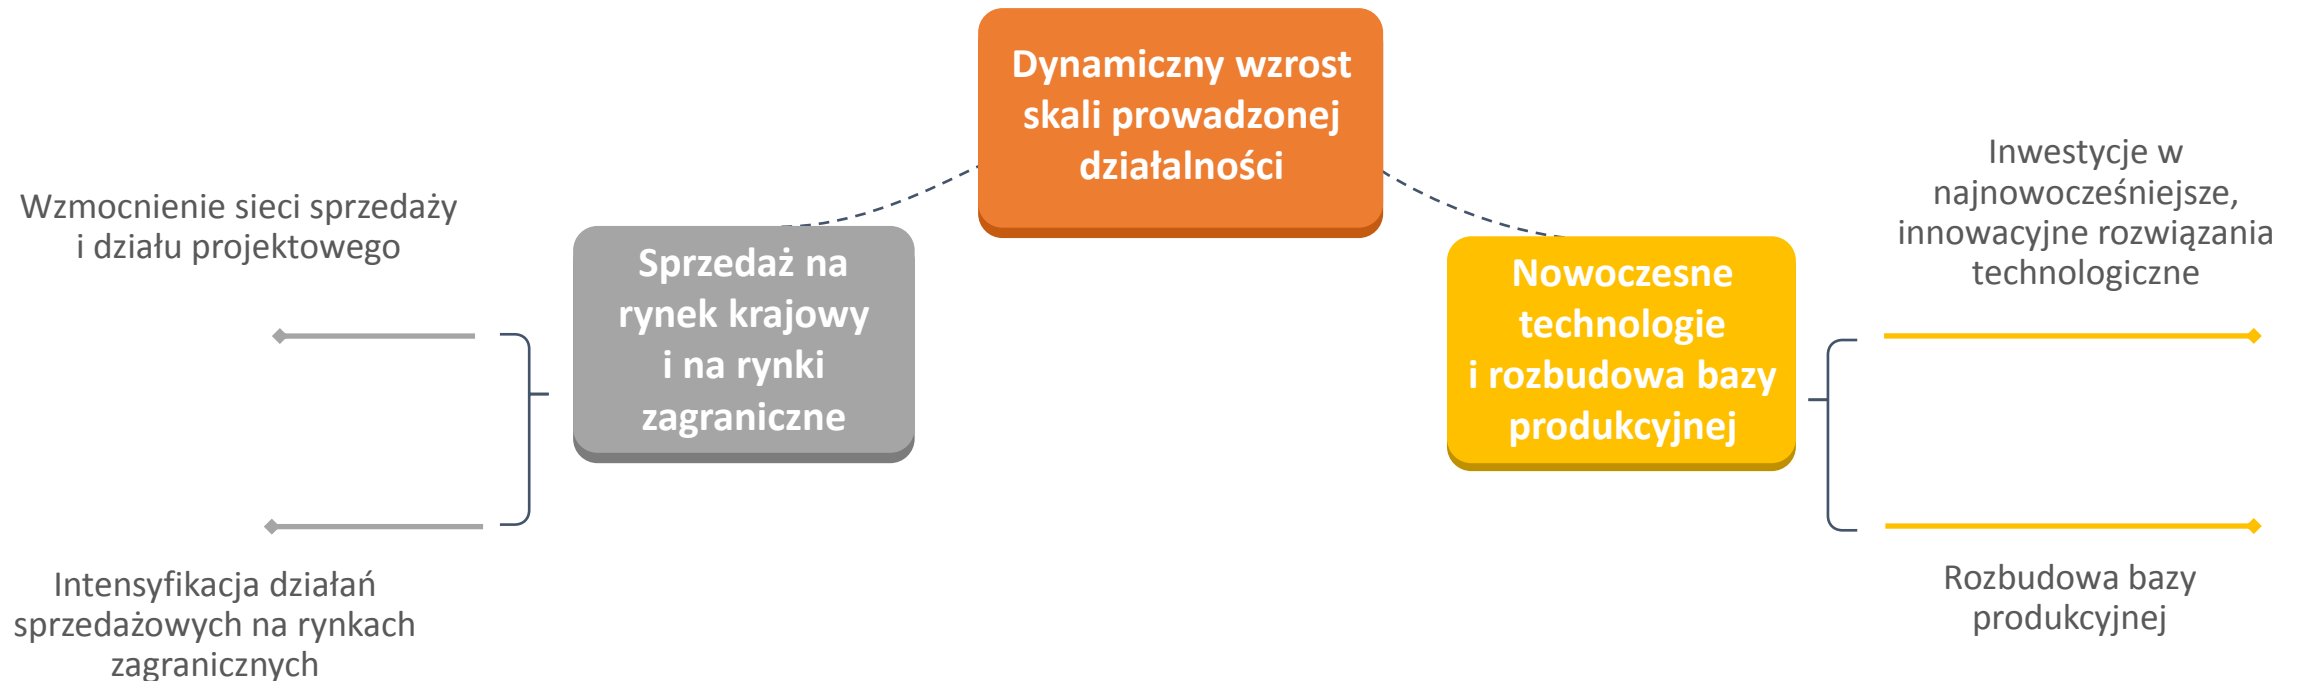 Dynamiczny wzrost
skali prowadzonej
działalności
Wzmocnienie sieci sprzedaży
i działu projektowego
Sprzedaż na
rynek krajowy
i na rynki
zagraniczne
Intensyfikacja działań
sprzedażowych na rynkach
zagranicznych
Nowoczesne
technologie
i rozbudowa bazy
produkcyjnej
Inwestycje w
najnowocześniejsze,
innowacyjne rozwiązania
technologiczne
Rozbudowa bazy
produkcyjnej